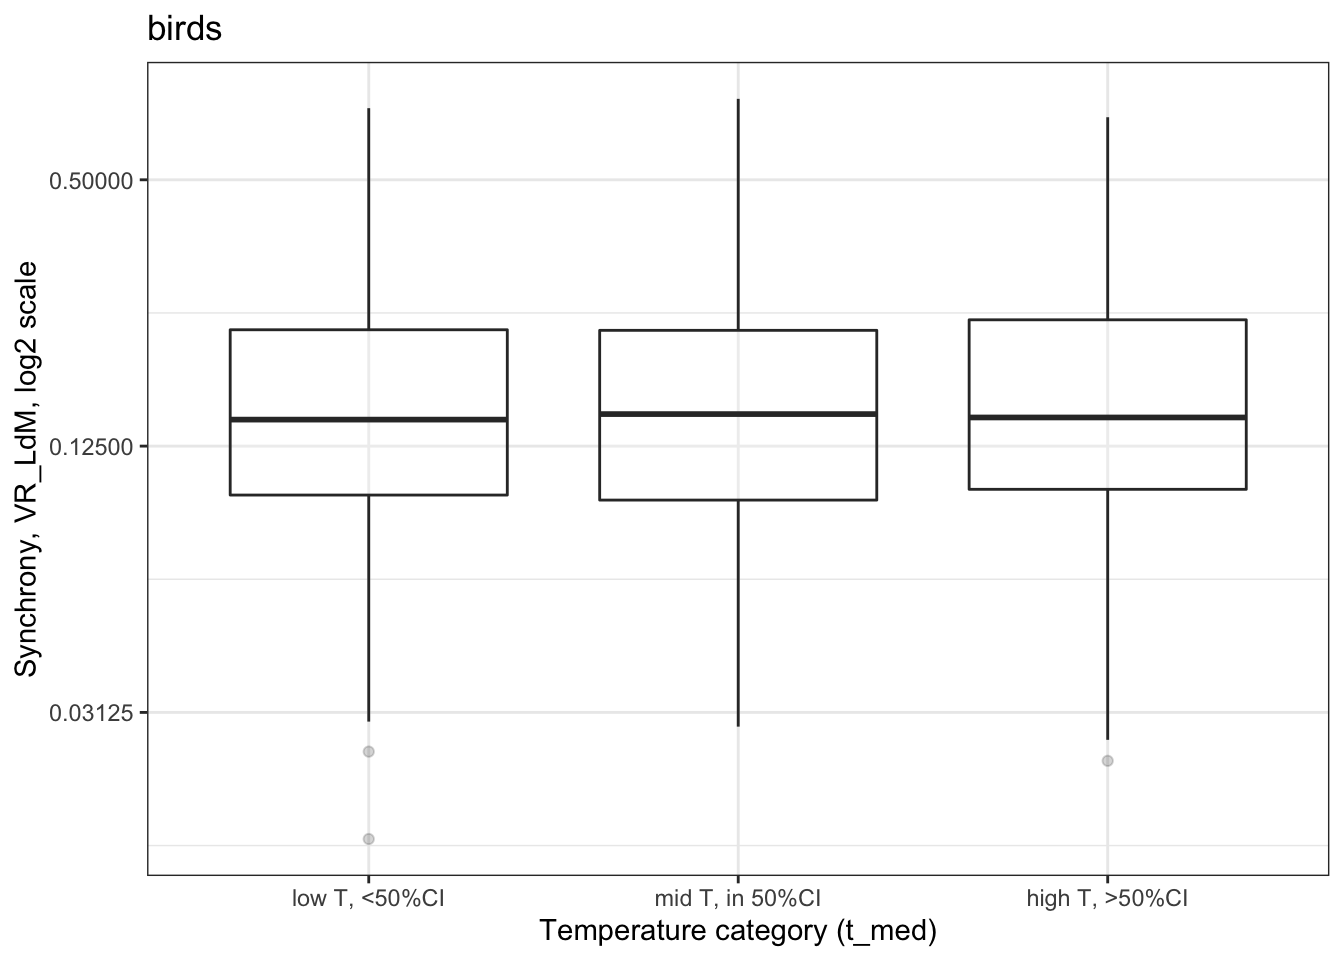 birds
Synchrony, VR_LdM, log2 scale
0.50000
0.12500
0.03125
low T, <50%CI
mid T, in 50%CI
high T, >50%CI
Temperature category (t_med)